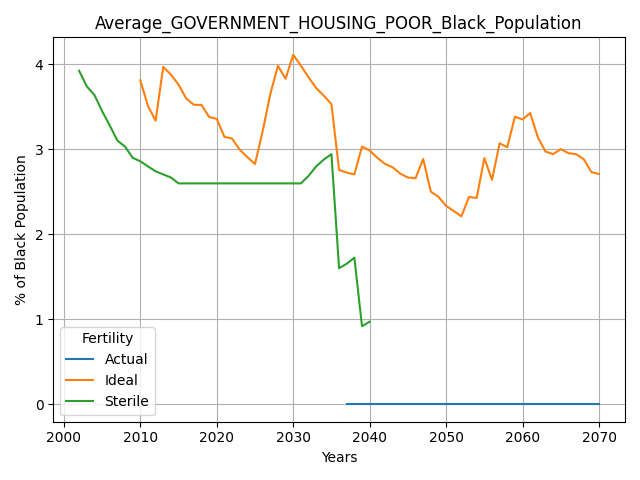 Average_GOVERNMENT_HOUSING_POOR_Black_Population
% of Black Population
4
3
2
1
0
Fertility
Actual
Ideal
Sterile
2000 2010 2020 2030 2040 2050 2060 2070
Years